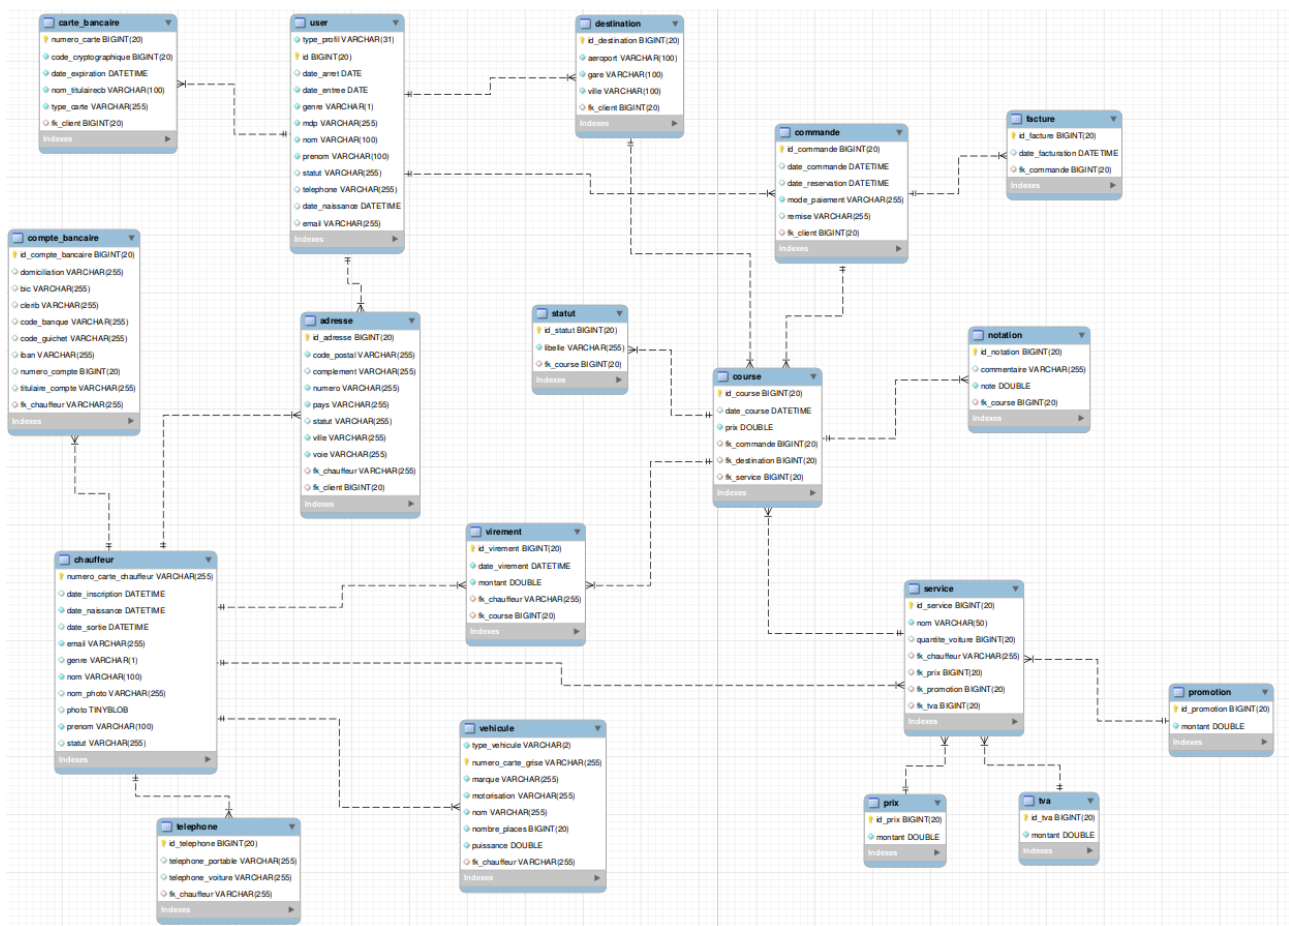 carte_bancaire
numero_carte BIGINT(20)
code_cryptographique BIGINT(20)
date_expiration DATETIME
nom_titulairecb VARCHAR(100)
type_carte VARCHAR(255)
fk_client BIGINT(20)
Indexes
user
type_profil VARCHAR(31)
id BIGINT(20)
date_arret DATE
date_entree DATE
genre VARCHAR(1)
mdp VARCHAR(255)
nom VARCHAR(100)
prenom VARCHAR(100)
statut VARCHAR(255)
telephone VARCHAR(255)
date_naissance DATETIME
email VARCHAR(255)
Indexes
destination
id_destination BIGINT(20)
aeroport VARCHAR(100)
gare VARCHAR(100)
ville VARCHAR(100)
fk_client BIGINT(20)
Indexes
commande
id_commande BIGINT(20)
date_commande DATETIME
date_reservation DATETIME
mode_paiement VARCHAR(255)
remise VARCHAR(255)
fk_client BIGINT(20)
Indexes
facture
id_facture BIGINT(20)
date_facturation DATETIME
fk_commande BIGINT(20)
Indexes
compte_bancaire
id_compte_bancaire BIGINT(20)
domiciliation VARCHAR(255)
bic VARCHAR(255)
clerib VARCHAR(255)
code_banque VARCHAR(255)
code_guichet VARCHAR(255)
iban VARCHAR(255)
numero_compte BIGINT(20)
titulaire_compte VARCHAR(255)
fk_chauffeur VARCHAR(255)
Indexes
adresse
id_adresse BIGINT(20)
code_postal VARCHAR(255)
complement VARCHAR(255)
numero VARCHAR(255)
pays VARCHAR(255)
statut VARCHAR(255)
ville VARCHAR(255)
voie VARCHAR(255)
fk_chauffeur VARCHAR(255)
fk_client BIGINT(20)
Indexes
statut
id_statut BIGINT(20)
libelle VARCHAR(255)
fk_course BIGINT(20)
Indexes
course
id_course BIGINT(20)
date_course DATETIME
prix DOUBLE
fk_commande BIGINT(20)
fk_destination BIGINT(20)
fk_service BIGINT(20)
Indexes
notation
id_notation BIGINT(20)
commentaire VARCHAR(255)
note DOUBLE
fk_course BIGINT(20)
Indexes
chauffeur
numero_carte_chauffeur VARCHAR(255)
date_inscription DATETIME
date_naissance DATETIME
date_sortie DATETIME
email VARCHAR(255)
genre VARCHAR(1)
nom VARCHAR(100)
nom_photo VARCHAR(255)
photo TINYBLOB
prenom VARCHAR(100)
statut VARCHAR(255)
Indexes
virement
id_virement BIGINT(20)
date_virement DATETIME
montant DOUBLE
fk_chauffeur VARCHAR(255)
fk_course BIGINT(20)
Indexes
service
id_service BIGINT(20)
nom VARCHAR(50)
quantite_voiture BIGINT(20)
fk_chauffeur VARCHAR(255)
fk_prix BIGINT(20)
fk_promotion BIGINT(20)
fk_tva BIGINT(20)
Indexes
promotion
id_promotion BIGINT(20)
montant DOUBLE
Indexes
vehicule
type_vehicule VARCHAR(2)
numero_carte_grise VARCHAR(255)
marque VARCHAR(255)
motorisation VARCHAR(255)
nom VARCHAR(255)
nombre_places BIGINT(20)
puissance DOUBLE
fk_chauffeur VARCHAR(255)
Indexes
prix
id_prix BIGINT(20)
montant DOUBLE
Indexes
tva
id_tva BIGINT(20)
montant DOUBLE
Indexes
telephone
id_telephone BIGINT(20)
telephone_portable VARCHAR(255)
telephone_voiture VARCHAR(255)
fk_chauffeur VARCHAR(255)
Indexes